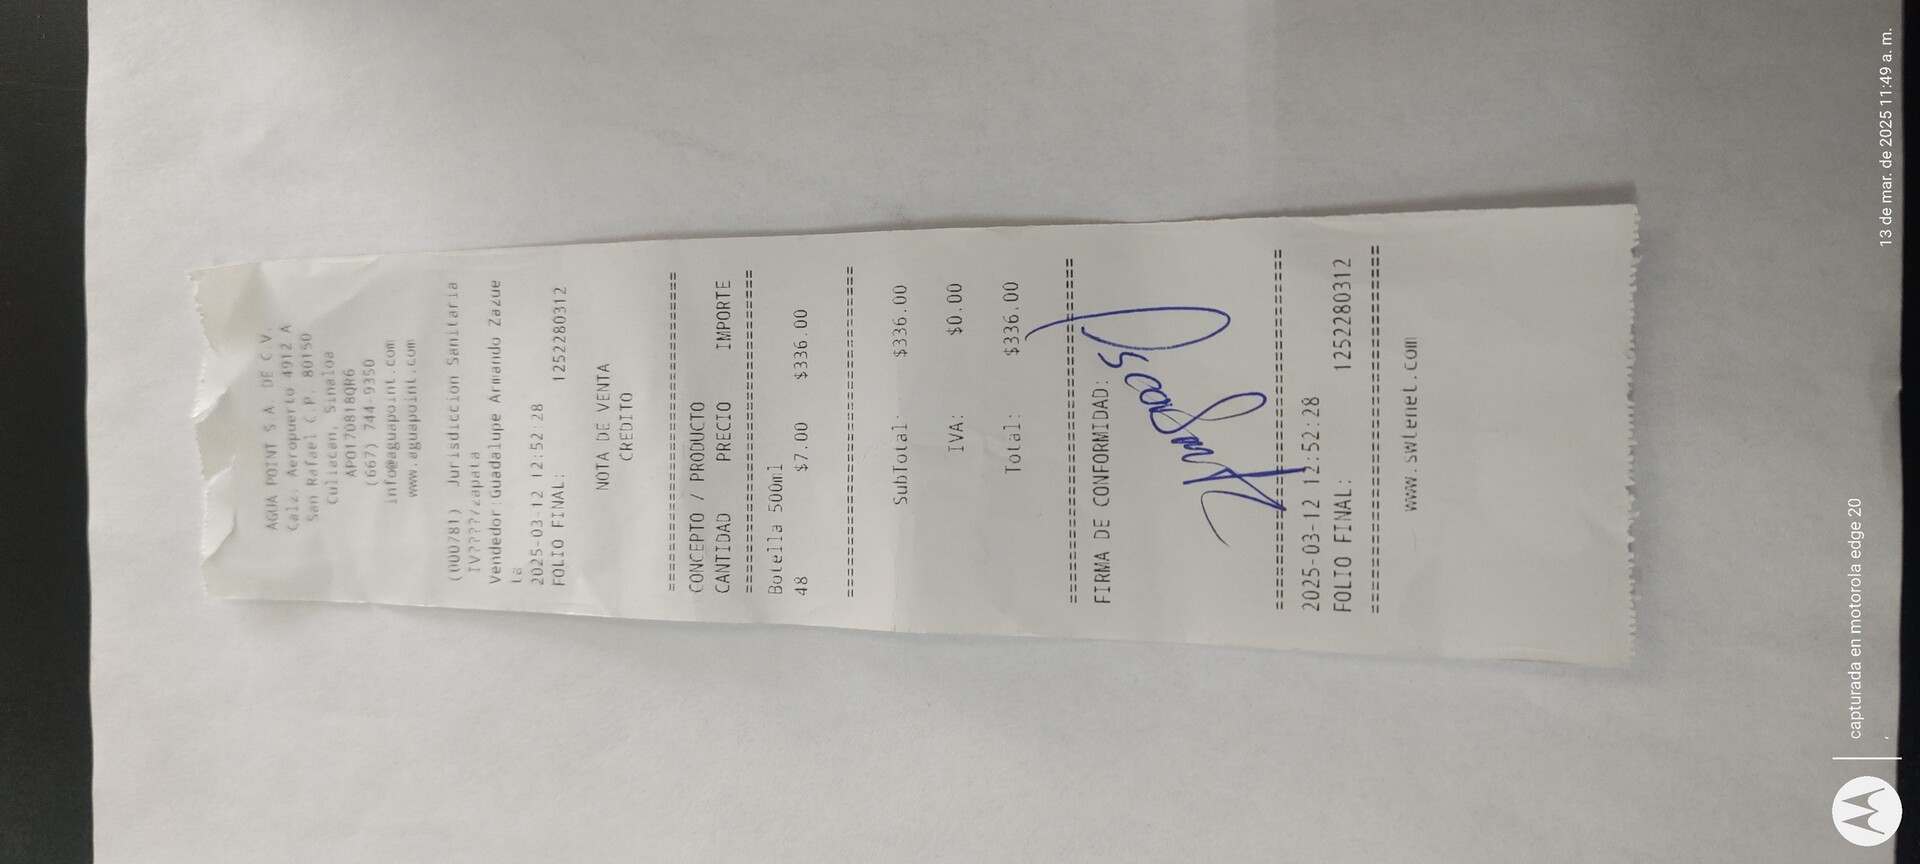 AGUA POINT S.A. DE C.V.
Calz. Aeropuerto 4912 A
San Rafael C.P. 80150
Culiacan, Sinaloa
APO170818QR6
(667) 744-9350
info@aguapoint.com
www.aguapoint.com
(000781) Jurisdiccion Sanitaria
IV????/zapata
Vendedor:Guadalupe Armando Zazue
ta
2025-03-12 12:52:28
FOLIO FINAL: 1252280312
NOTA DE VENTA
CREDITO
================================
CONCEPTO / PRODUCTO
CANTIDAD PRECIO IMPORTE
================================
Botella 500ml
48 $7.00 $336.00
================================
SubTotal: $336.00
IVA: $0.00
Total: $336.00
================================
FIRMA DE CONFORMIDAD:
================================
2025-03-12 12:52:28
FOLIO FINAL: 1252280312
================================
www.swlenet.com
capturada en motorola edge 20
13 de mar. de 2025 11:49 a. m.